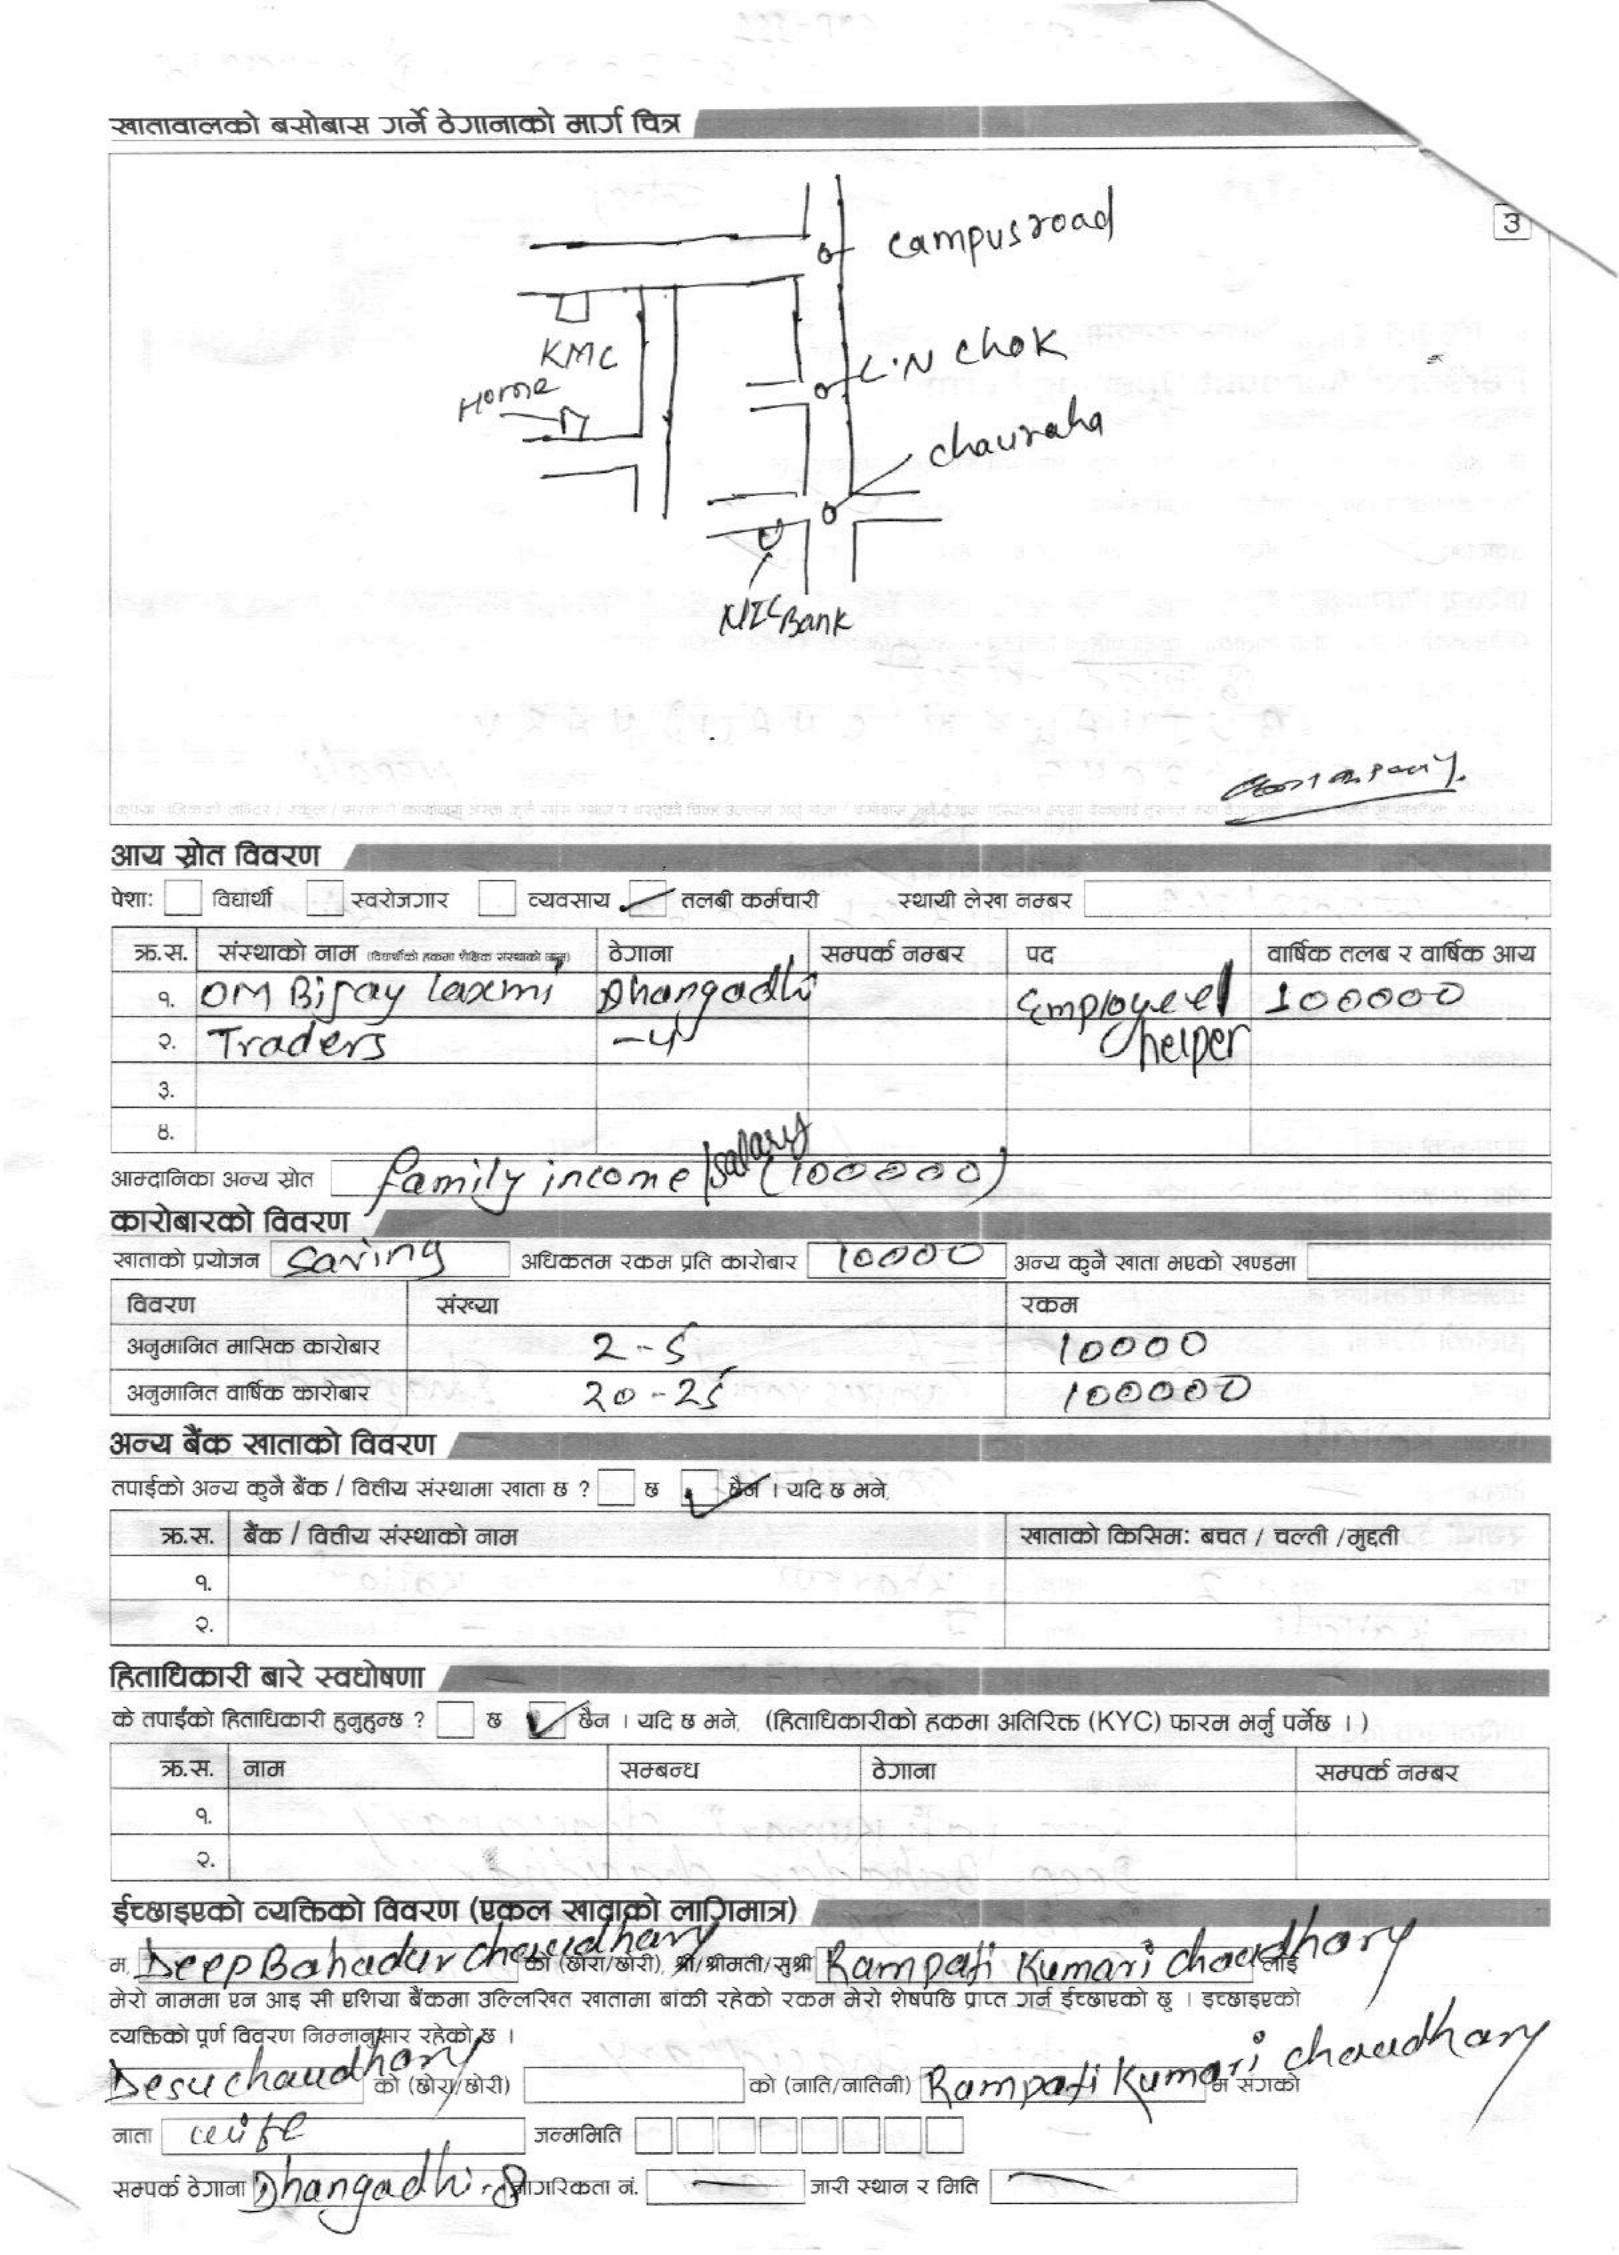 खातावालको बसोबास गर्ने ठेगानाको मार्ग चित्र
3
campusroad
KMC
L.N chok
Home
chauraha
NIC Bank
आय स्रोत विवरण
पेशा: विद्यार्थी स्वरोजगार व्यवसाय तलबी कर्मचारी स्थायी लेखा नम्बर
क्र.स. संस्थाको नाम (विद्यार्थीको हकमा शैक्षिक संस्थाको नाम) ठेगाना सम्पर्क नम्बर पद वार्षिक तलब र वार्षिक आय
१. OM Bijay Laxmi Dhangadhi Employee 100000
२. Traders -4 helper
३.
४.
आम्दानिका अन्य स्रोत family income/salary (100000)
कारोबारको विवरण
खाताको प्रयोजन saving अधिकतम रकम प्रति कारोबार 10000 अन्य कुनै खाता भएको खण्डमा
विवरण संख्या रकम
अनुमानित मासिक कारोबार 2-5 10000
अनुमानित वार्षिक कारोबार 20-25 100000
अन्य बैंक खाताको विवरण
तपाईको अन्य कुनै बैंक / वित्तीय संस्थामा खाता छ ? छ छैन । यदि छ भने,
क्र.स. बैंक / वित्तीय संस्थाको नाम खाताको किसिम: बचत / चल्ती /मुद्दती
१.
२.
हिताधिकारी बारे स्वघोषणा
के तपाईंको हिताधिकारी हुनुहुन्छ ? छ छैन । यदि छ भने, (हिताधिकारीको हकमा अतिरिक्त (KYC) फारम भर्नु पर्नेछ ।)
क्र.स. नाम सम्बन्ध ठेगाना सम्पर्क नम्बर
१.
२.
ईच्छाइएको व्यक्तिको विवरण (एकल खाताको लागिमात्र)
म, Deep Bahadur Chaudhary को (छोरा/छोरी), श्री/श्रीमती/सुश्री Rampati Kumari chaudhary लाई
मेरो नाममा एन आइ सी एशिया बैंकमा उल्लिखित खातामा बांकी रहेको रकम मेरो शेषपछि प्राप्त गर्न ईच्छाएको छु । इच्छाइएको
व्यक्तिको पूर्ण विवरण निम्नानुसार रहेको छ ।
Desu chaudhary को (छोरा/छोरी) को (नाति/नातिनी) Rampati Kumari chaudhary म संगको
नाता wife जन्ममिति
सम्पर्क ठेगाना Dhangadhi-8 नागरिकता नं. जारी स्थान र मिति